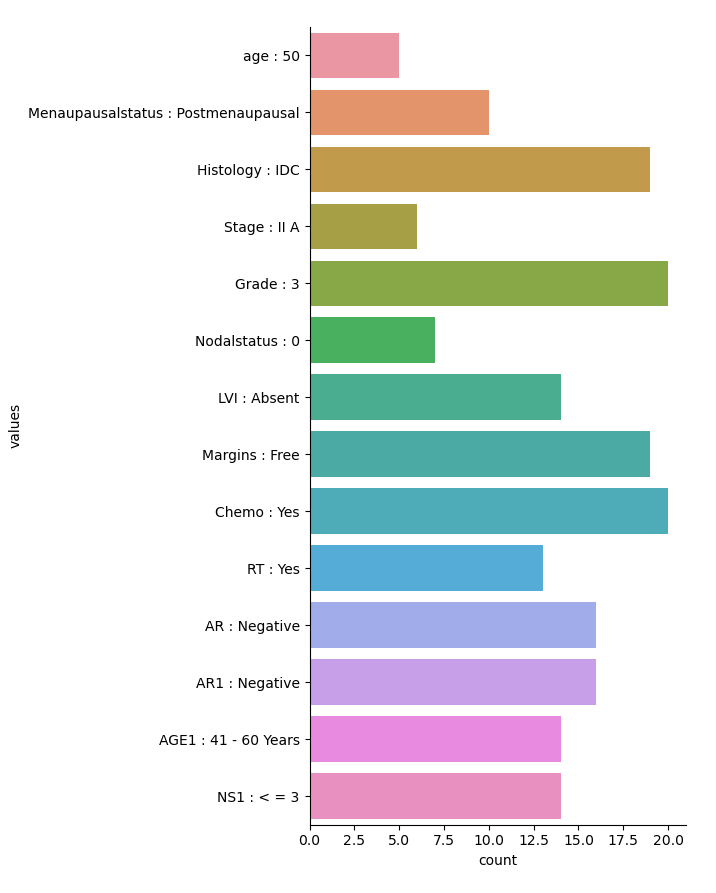 age : 50
Menaupausalstatus : Postmenaupausal
Histology : IDC
Stage : II A
Grade : 3
Nodalstatus : 0
LVI : Absent
Margins : Free
Chemo : Yes
RT : Yes
AR : Negative
AR1 : Negative
AGE1 : 41 - 60 Years
NS1 : < = 3
values
0.0 2.5 5.0 7.5 10.0 12.5 15.0 17.5 20.0
count